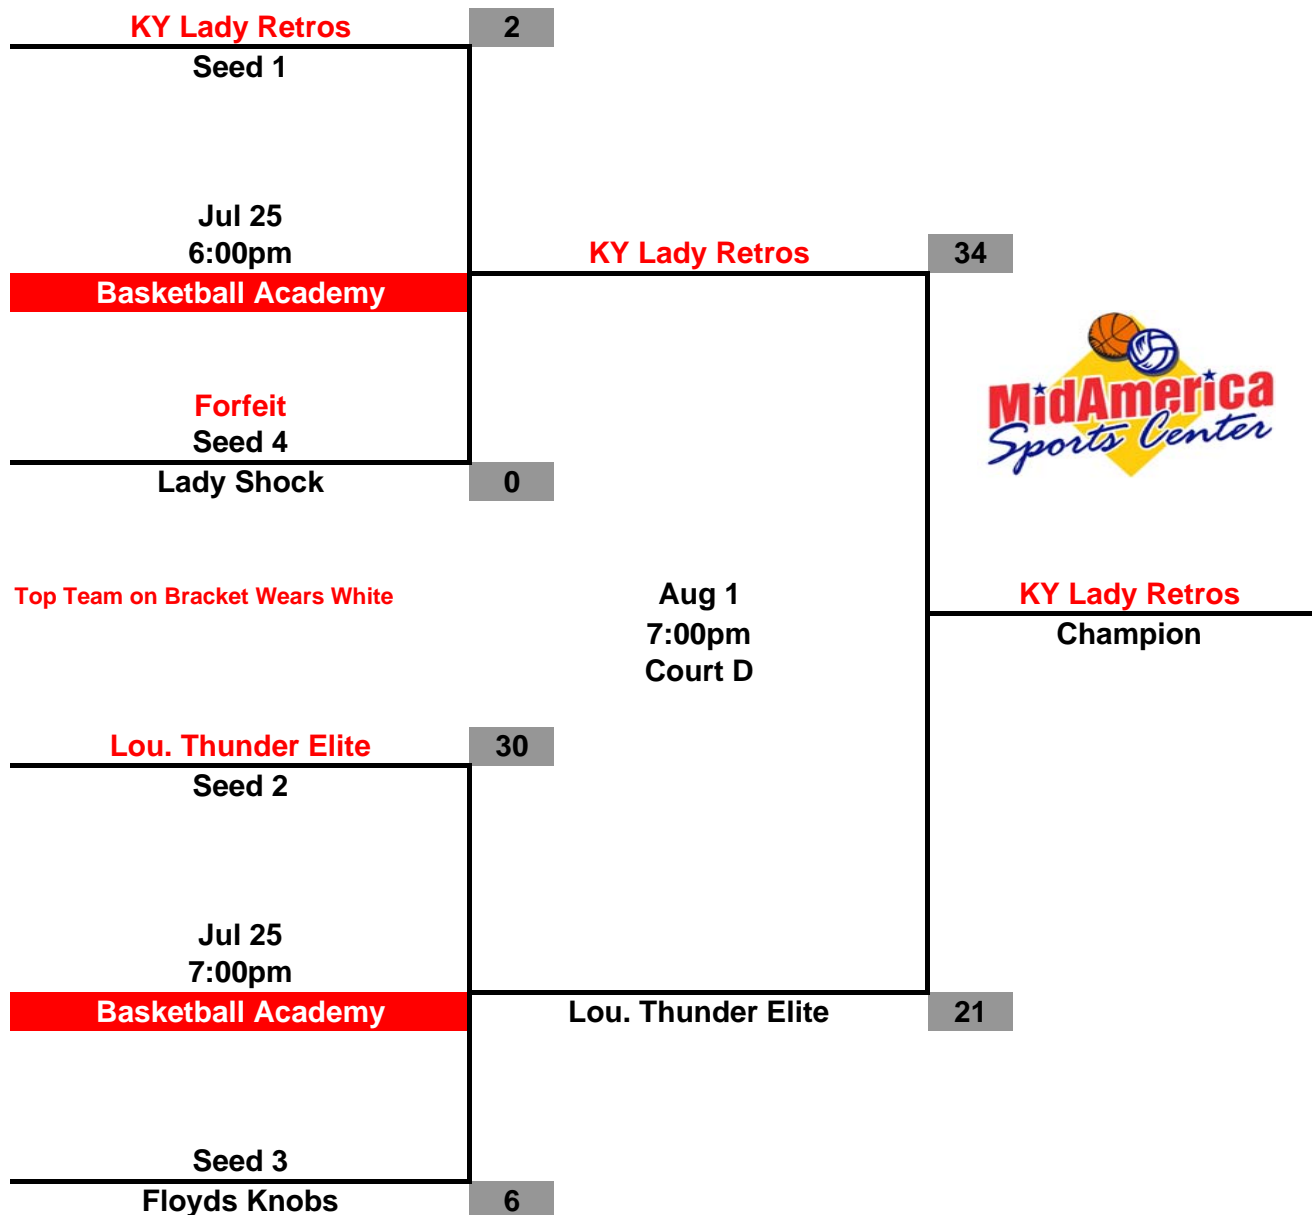 KY Lady Retros 2
Seed 1
Jul 25
6:00pm
Basketball Academy
KY Lady Retros 34
Forfeit
Seed 4
Lady Shock 0
MidAmerica
Sports Center
Top Team on Bracket Wears White
Aug 1
7:00pm
Court D
KY Lady Retros
Champion
Lou. Thunder Elite 30
Seed 2
Jul 25
7:00pm
Basketball Academy
Lou. Thunder Elite 21
Seed 3
Floyds Knobs 6